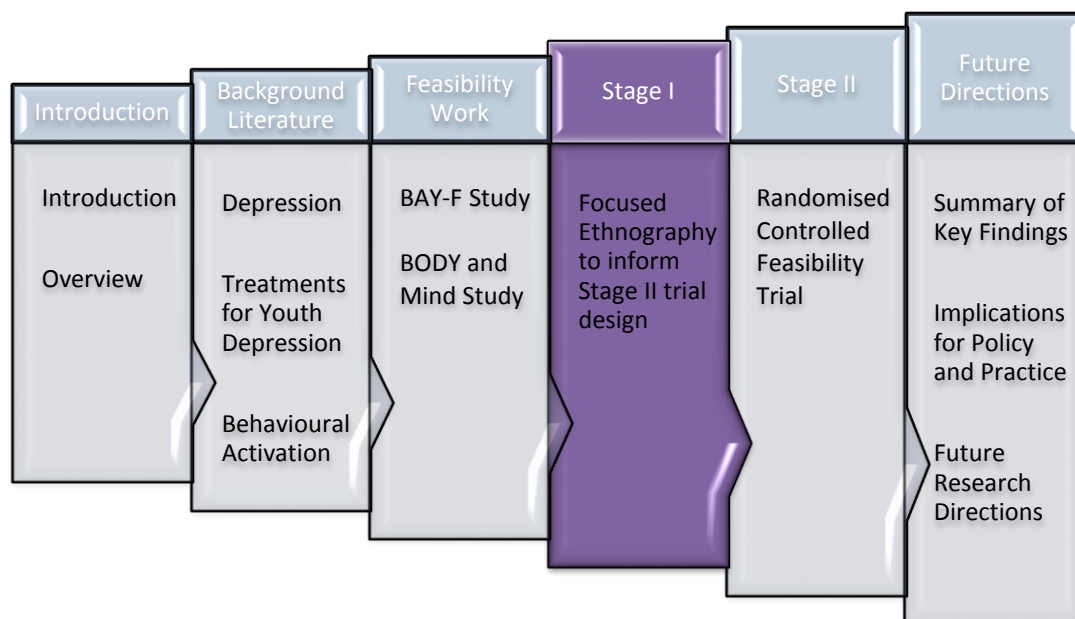 Introduction
Background
Literature
Feasibility
Work
Stage I
Stage II
Future
Directions
Introduction
Overview
Depression
Treatments
for Youth
Depression
Behavioural
Activation
BAY-F Study
BODY and
Mind Study
Focused
Ethnography
to inform
Stage II trial
design
Randomised
Controlled
Feasibility
Trial
Summary of
Key Findings
Implications
for Policy
and Practice
Future
Research
Directions